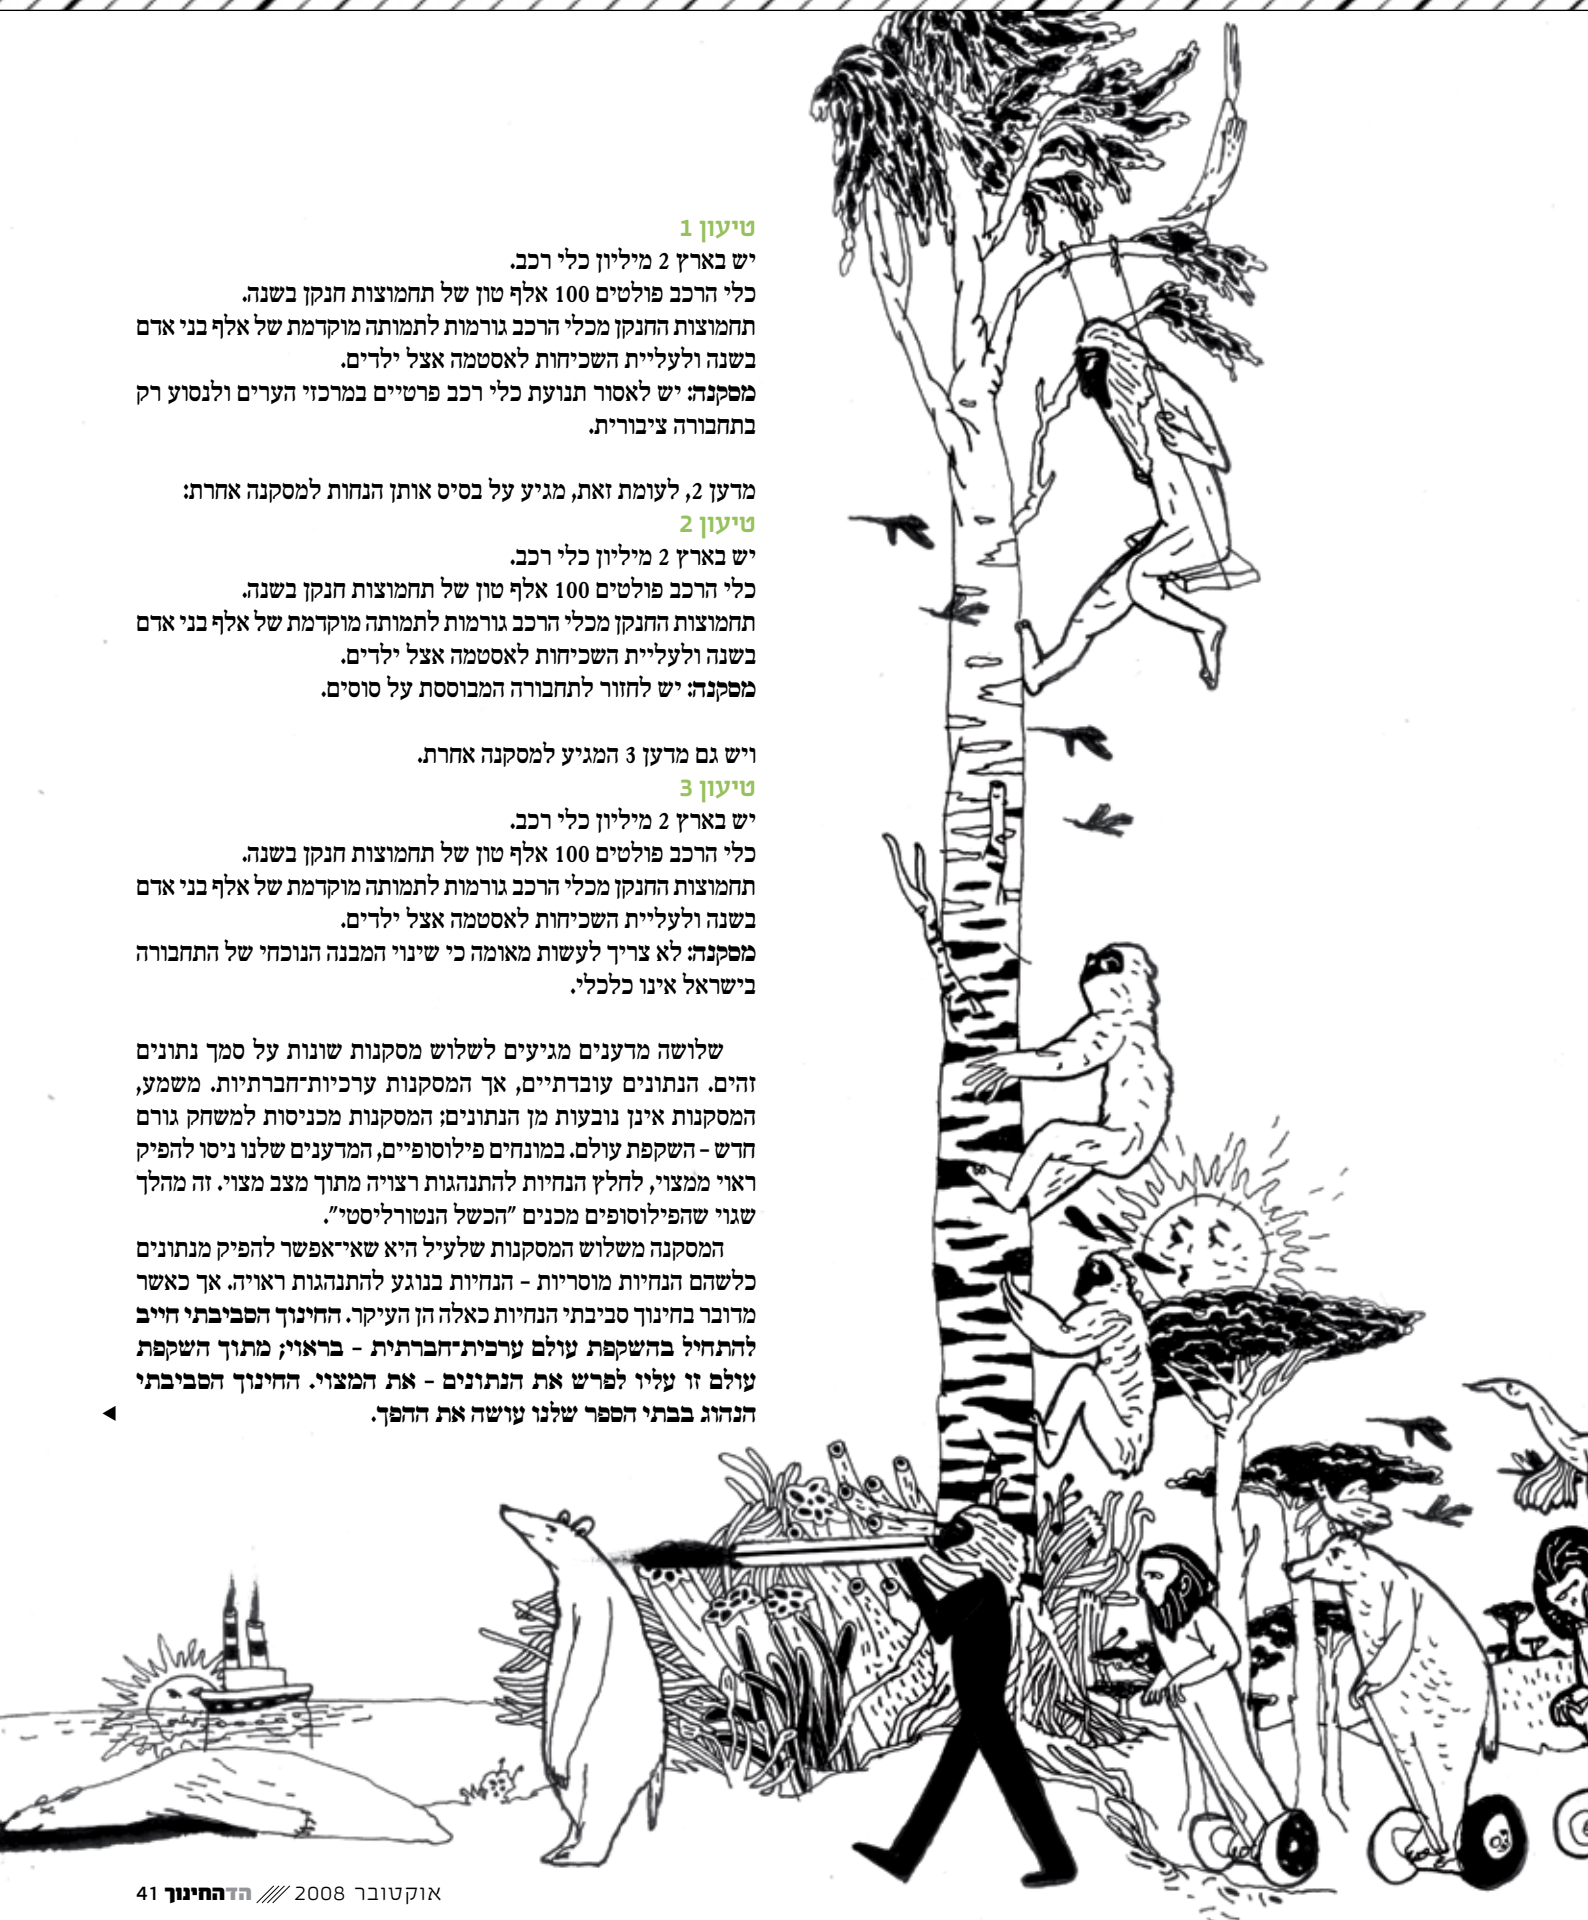 טיעון 1
יש בארץ 2 מיליון כלי רכב.
כלי הרכב פולטים 100 אלף טון של תחמוצות חנקן בשנה.
תחמוצות החנקן מכלי הרכב גורמות לתמותה מוקדמת של אלף בני אדם
בשנה ולעליית השכיחות לאסטמה אצל ילדים.
מסקנה: יש לאסור תנועת כלי רכב פרטיים במרכזי הערים ולנסוע רק
בתחבורה ציבורית.
מדען 2, לעומת זאת, מגיע על בסיס אותן הנחות למסקנה אחרת:
טיעון 2
יש בארץ 2 מיליון כלי רכב.
כלי הרכב פולטים 100 אלף טון של תחמוצות חנקן בשנה.
תחמוצות החנקן מכלי הרכב גורמות לתמותה מוקדמת של אלף בני אדם
בשנה ולעליית השכיחות לאסטמה אצל ילדים.
מסקנה: יש לחזור לתחבורה המבוססת על סוסים.
ויש גם מדען 3 המגיע למסקנה אחרת.
טיעון 3
יש בארץ 2 מיליון כלי רכב.
כלי הרכב פולטים 100 אלף טון של תחמוצות חנקן בשנה.
תחמוצות החנקן מכלי הרכב גורמות לתמותה מוקדמת של אלף בני אדם
בשנה ולעליית השכיחות לאסטמה אצל ילדים.
מסקנה: לא צריך לעשות מאומה כי שינוי המבנה הנוכחי של התחבורה
בישראל אינו כלכלי.
שלושה מדענים מגיעים לשלוש מסקנות שונות על סמך נתונים
זהים. הנתונים עובדתיים, אך המסקנות ערכיות־חברתיות. משמע,
המסקנות אינן נובעות מן הנתונים; המסקנות מכניסות למשחק גורם
חדש – השקפת עולם. במונחים פילוסופיים, המדענים שלנו ניסו להפיק
ראוי ממצוי, לחלץ הנחיות להתנהגות רצויה מתוך מצב מצוי. זה מהלך
שגוי שהפילוסופים מכנים "הכשל הנטורליסטי".
המסקנה משלוש המסקנות שלעיל היא שאי־אפשר להפיק מנתונים
כלשהם הנחיות מוסריות – הנחיות בנוגע להתנהגות ראויה. אך כאשר
מדובר בחינוך סביבתי הנחיות כאלה הן העיקר. החינוך הסביבתי חייב
להתחיל בהשקפת עולם ערכית־חברתית – בראוי; מתוך השקפת
עולם זו עליו לפרש את הנתונים – את המצוי. החינוך הסביבתי
הנהוג בבתי הספר שלנו עושה את ההפך.
אוקטובר 2008 //// הדהחינוך 41